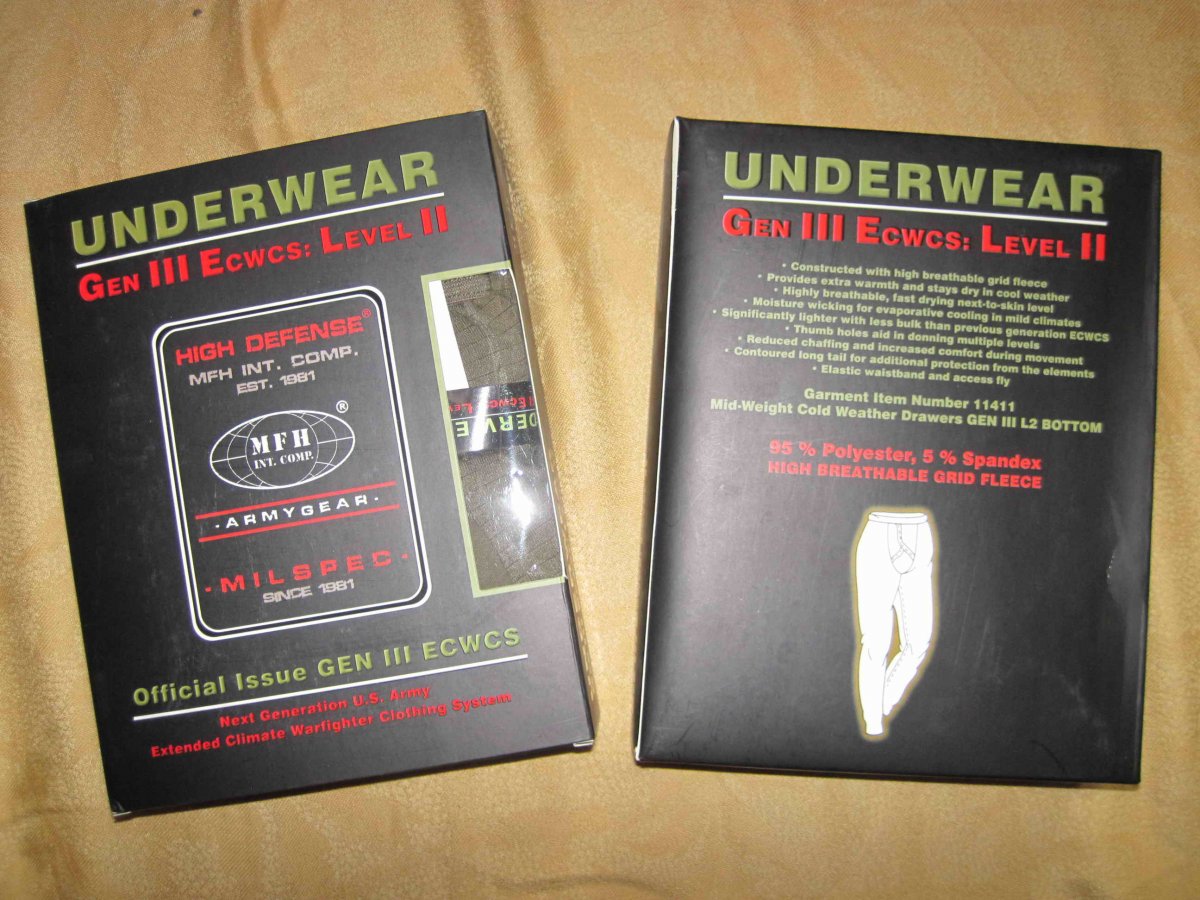 UNDERWEAR
GEN III ECWCS: LEVEL II
HIGH DEFENSE®
MFH INT. COMP.
EST. 1981
®
MFH
INT. COMP.
· ARMYGEAR ·
· MILSPEC ·
SINCE 1981
Official Issue GEN III ECWCS
Next Generation U.S. Army
Extended Climate Warfighter Clothing System
UNDERWEAR
GEN III ECWCS: LEVEL II
• Constructed with high breathable grid fleece
• Provides extra warmth and stays dry in cool weather
• Highly breathable, fast drying next-to-skin level
• Moisture wicking for evaporative cooling in mild climates
• Significantly lighter with less bulk than previous generation ECWCS
• Thumb holes aid in donning multiple levels
• Reduced chaffing and increased comfort during movement
• Contoured long tail for additional protection from the elements
• Elastic waistband and access fly
Garment Item Number 11411
Mid-Weight Cold Weather Drawers GEN III L2 BOTTOM
95 % Polyester, 5 % Spandex
HIGH BREATHABLE GRID FLEECE